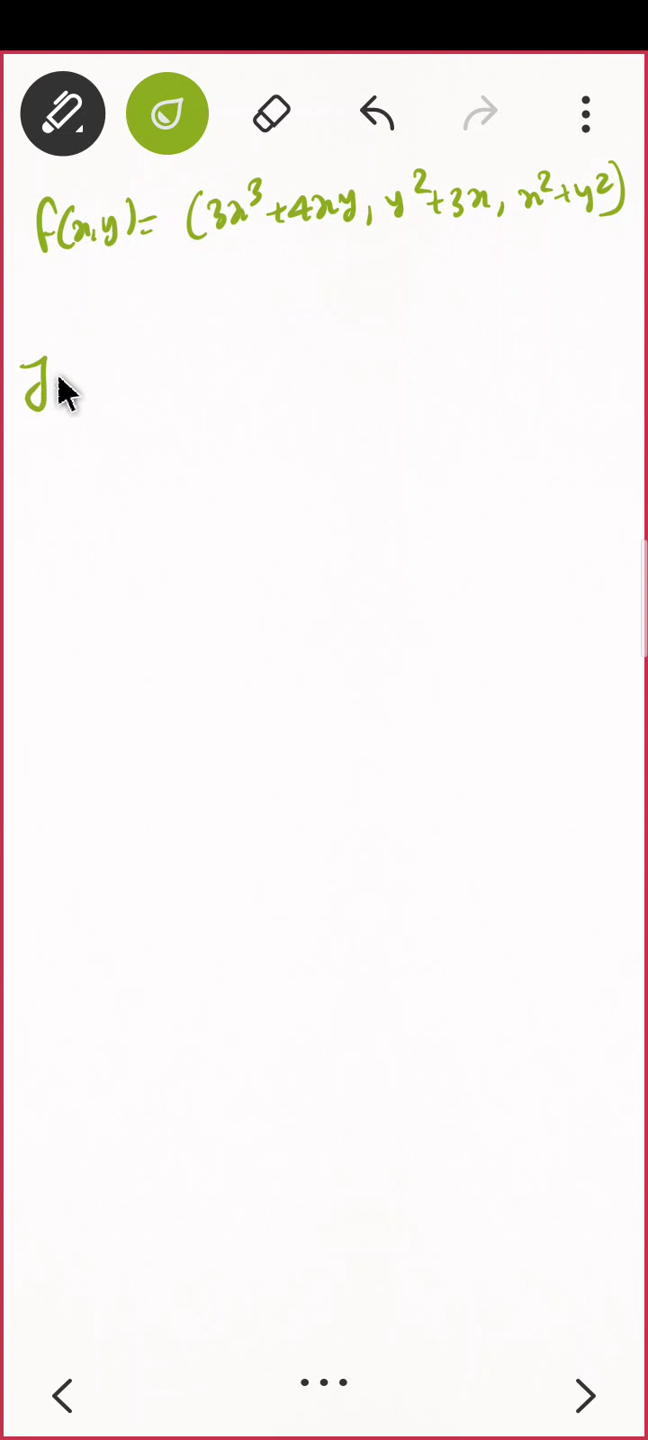 f(x,y)= (3x³+4xy, y²+3x, x²+y²)
J